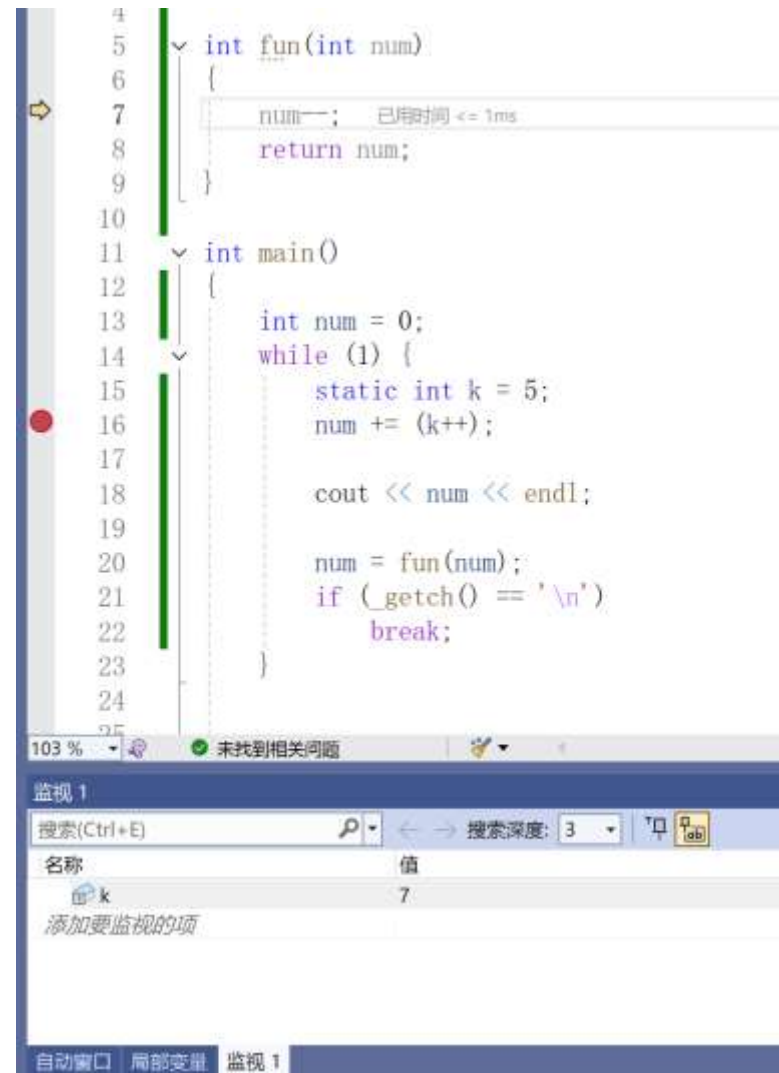 4
5 int fun(int num)
6 {
7 num--; 已用时间 <= 1ms
8 return num;
9 }
10
11 int main()
12 {
13 int num = 0;
14 while (1) {
15 static int k = 5;
16 num += (k++);
17
18 cout << num << endl;
19
20 num = fun(num);
21 if (_getch() == '\n')
22 break;
23 }
24
25
103 % 未找到相关问题
监视 1
搜索(Ctrl+E) 搜索深度: 3
名称 值
k 7
添加要监视的项
自动窗口 局部变量 监视 1